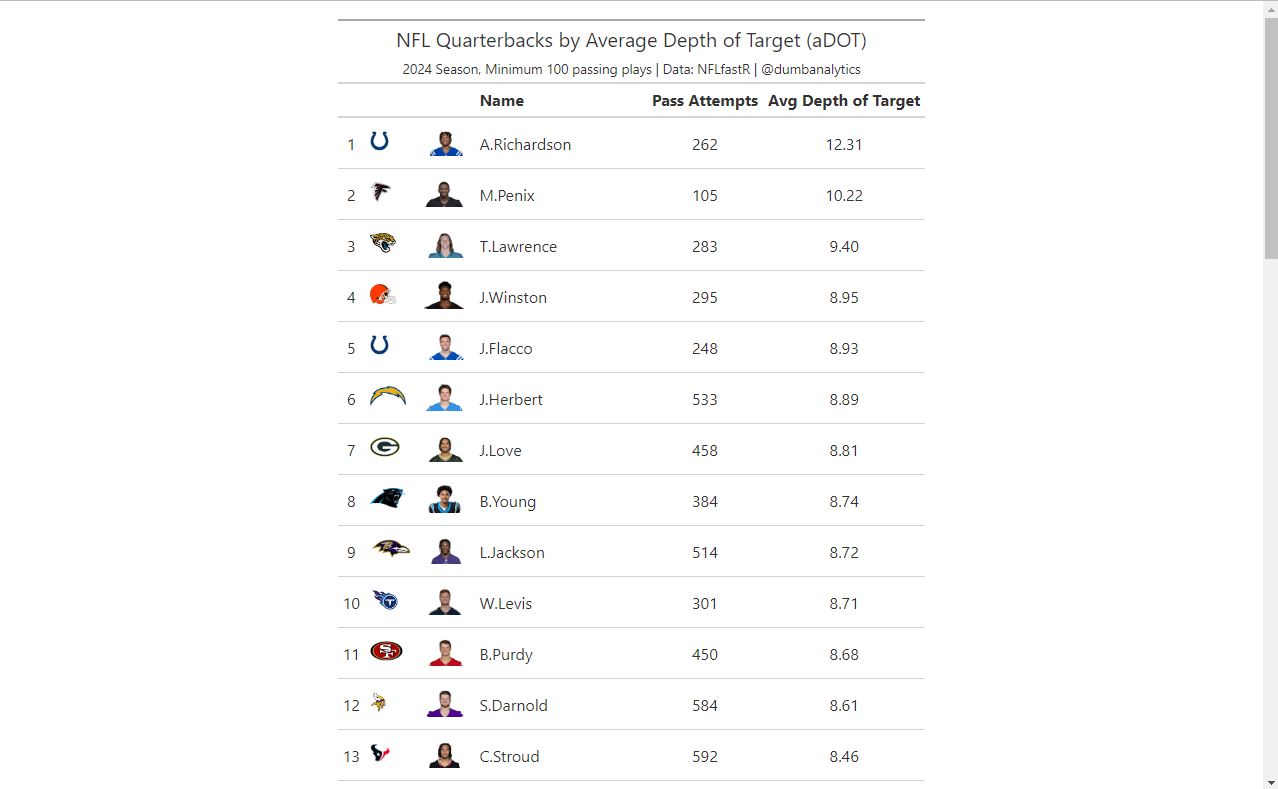 NFL Quarterbacks by Average Depth of Target (aDOT)
2024 Season, Minimum 100 passing plays | Data: NFLfastR | @dumbanalytics
Name Pass Attempts Avg Depth of Target
1 A.Richardson 262 12.31
2 M.Penix 105 10.22
3 T.Lawrence 283 9.40
4 J.Winston 295 8.95
5 J.Flacco 248 8.93
6 J.Herbert 533 8.89
7 G J.Love 458 8.81
8 B.Young 384 8.74
9 L.Jackson 514 8.72
10 T W.Levis 301 8.71
11 SF B.Purdy 450 8.68
12 S.Darnold 584 8.61
13 C.Stroud 592 8.46